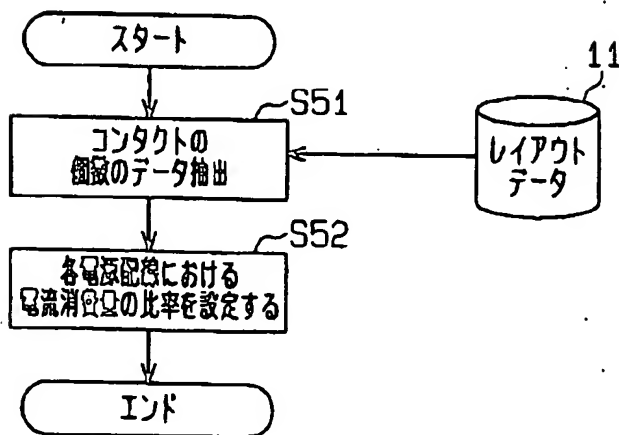 スタート
S51
コンタクトの
個数のデータ抽出
11
レイアウト
データ
S52
各電源配線における
電流消費量の比率を設定する
エンド